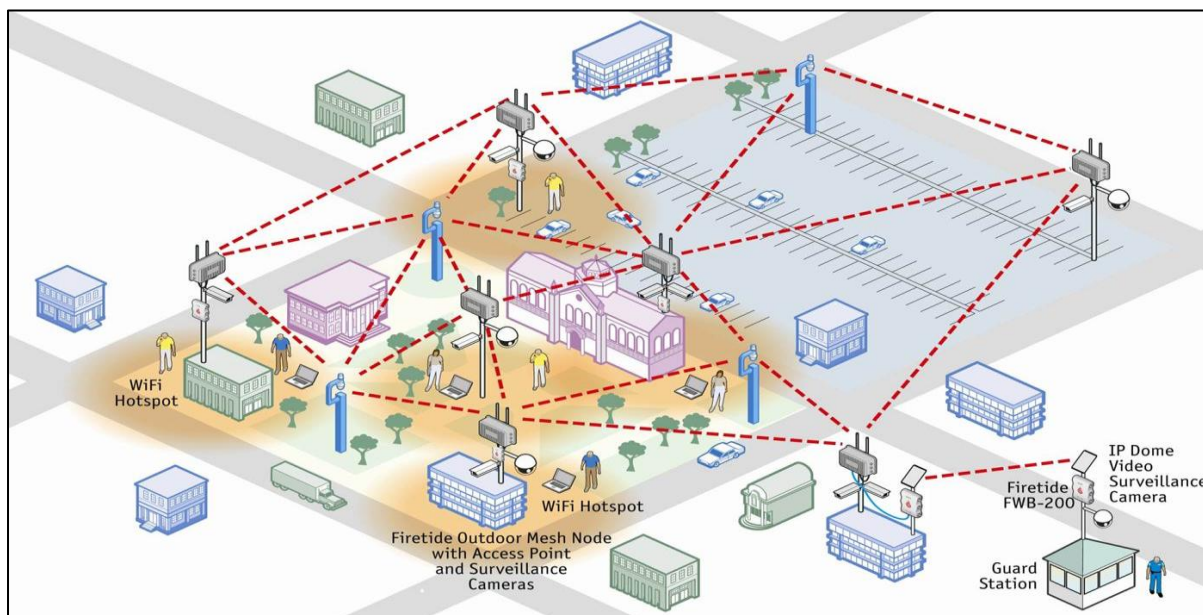 WiFi
Hotspot
WiFi Hotspot
Firetide Outdoor Mesh Node
with Access Point
and Surveillance
Cameras
IP Dome
Video
Surveillance
Camera
Firetide
FWB-200
Guard
Station